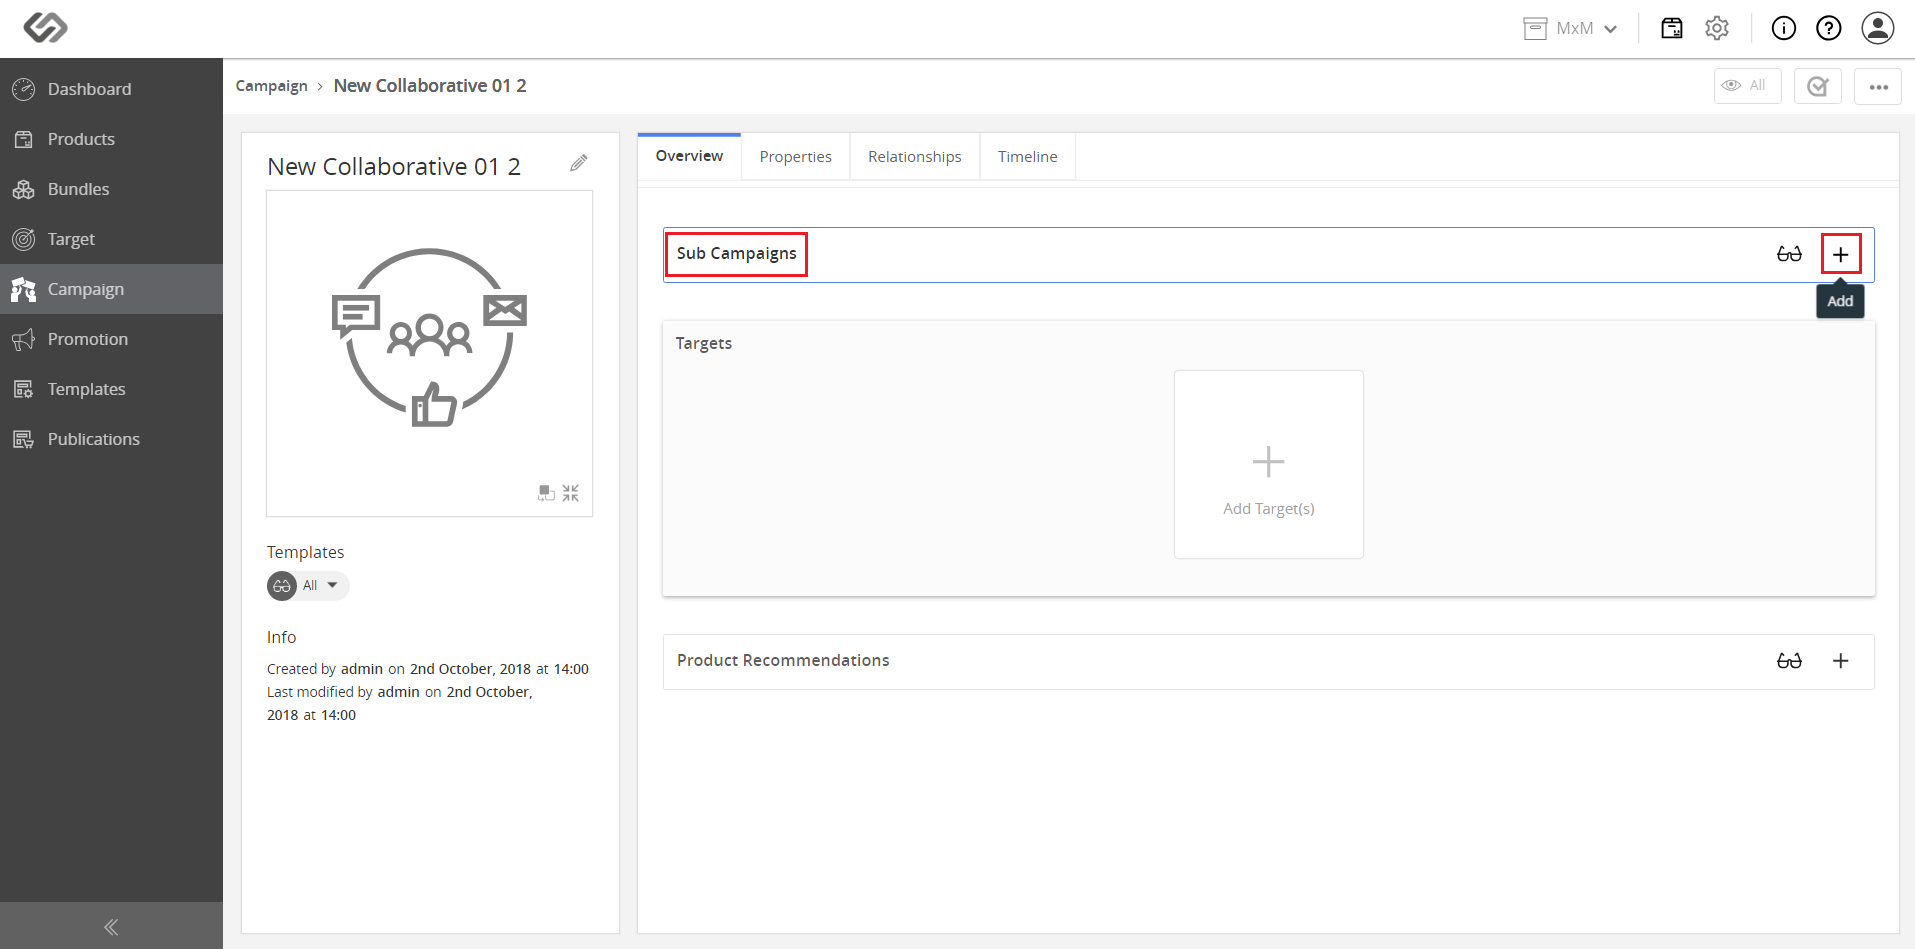 MxM
Dashboard
Products
Bundles
Target
Campaign
Promotion
Templates
Publications
Campaign › New Collaborative 01 2
All
New Collaborative 01 2
Templates
All
Info
Created by admin on 2nd October, 2018 at 14:00
Last modified by admin on 2nd October,
2018 at 14:00
Overview
Properties
Relationships
Timeline
Sub Campaigns
Add
Targets
Add Target(s)
Product Recommendations